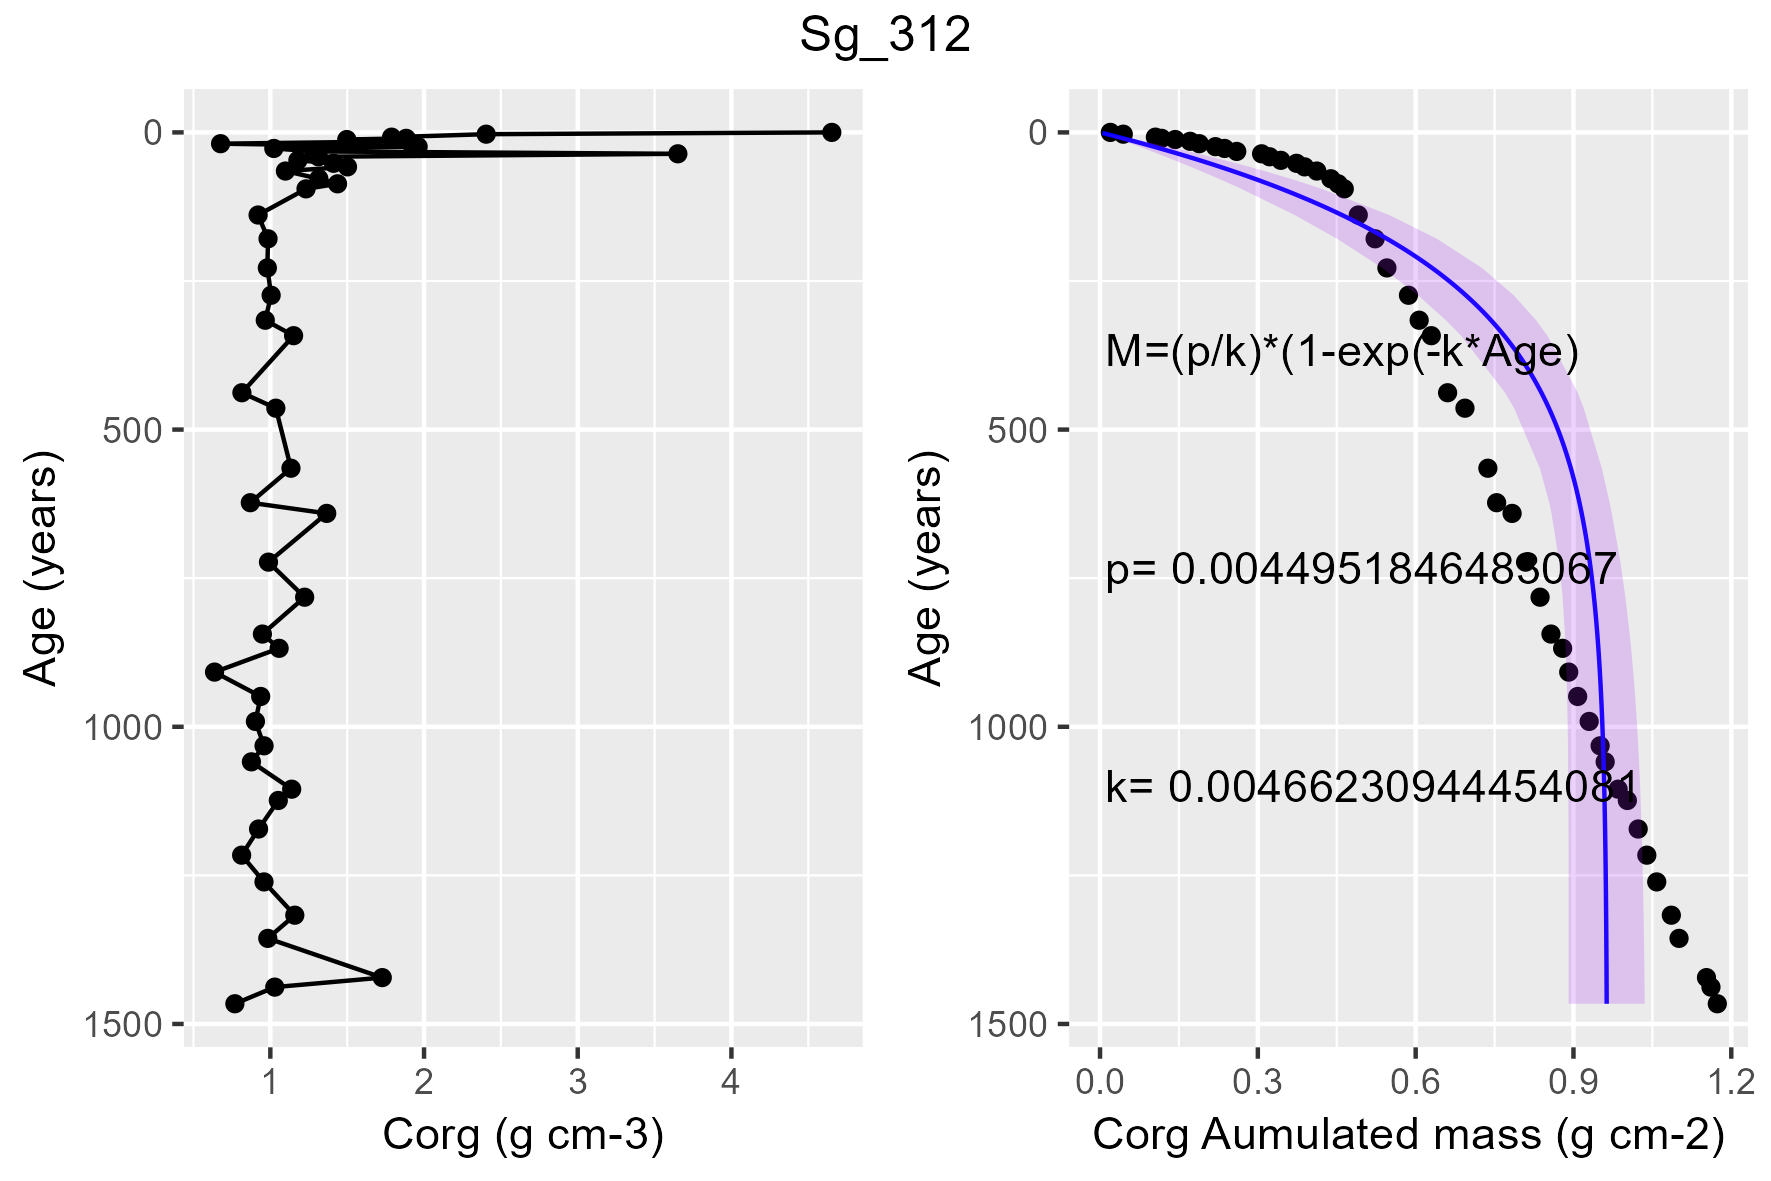 Sg_312
0
500
1000
1500
Age (years)
1
2
3
4
Corg (g cm-3)
0
500
1000
1500
Age (years)
M=(p/k)*(1-exp(-k*Age)
p= 0.0044951846483067
k= 0.00466230944454081
0.0
0.3
0.6
0.9
1.2
Corg Aumulated mass (g cm-2)